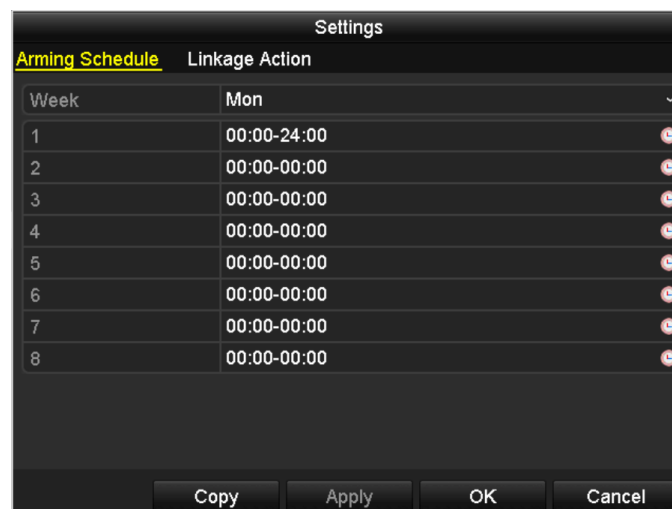 Settings
Arming Schedule Linkage Action
Week Mon
1 00:00-24:00
2 00:00-00:00
3 00:00-00:00
4 00:00-00:00
5 00:00-00:00
6 00:00-00:00
7 00:00-00:00
8 00:00-00:00
Copy Apply OK Cancel